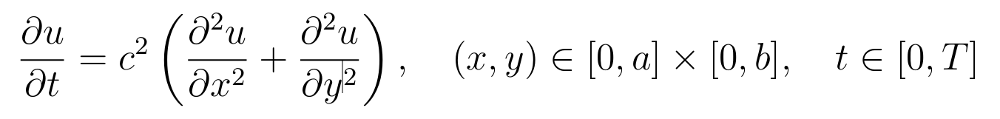 ∂u/∂t = c² (∂²u/∂x² + ∂²u/∂y²), (x, y) ∈ [0, a] × [0, b], t ∈ [0, T]